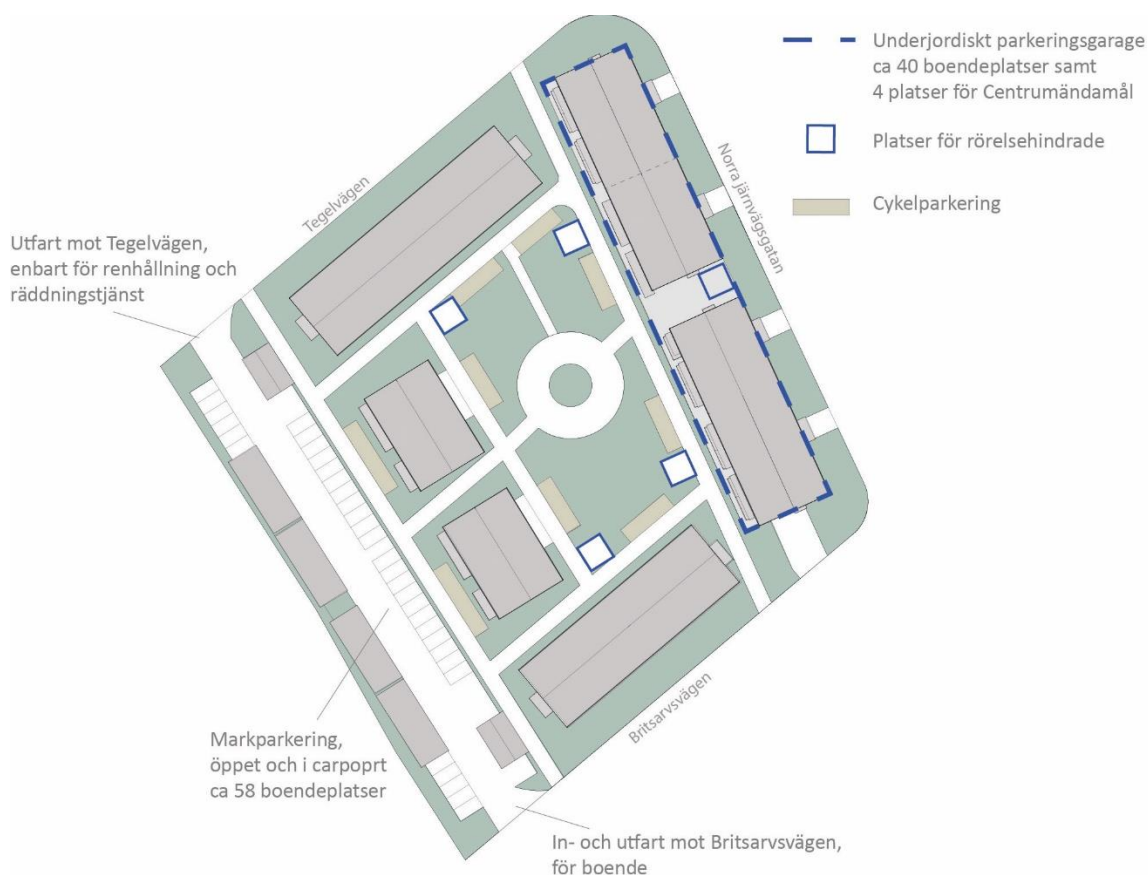 Underjordiskt parkeringsgarage
ca 40 boendeplatser samt
4 platser för Centrumändamål
Platser för rörelsehindrade
Cykelparkering
Norra järnvägsgatan
Tegelvägen
Utfart mot Tegelvägen,
enbart för renhållning och
räddningstjänst
Britsarvsvägen
Markparkering,
öppet och i carpoprt
ca 58 boendeplatser
In- och utfart mot Britsarvsvägen,
för boende